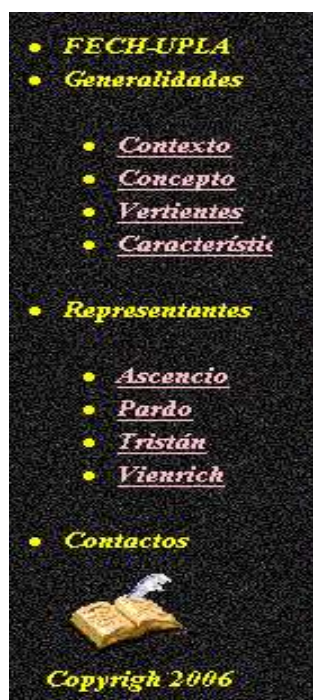 FECH-UPLA
Generalidades
Contexto
Concepto
Vertientes
Característic
Representantes
Ascencio
Pardo
Tristán
Vienrich
Contactos
Copyrigh 2006